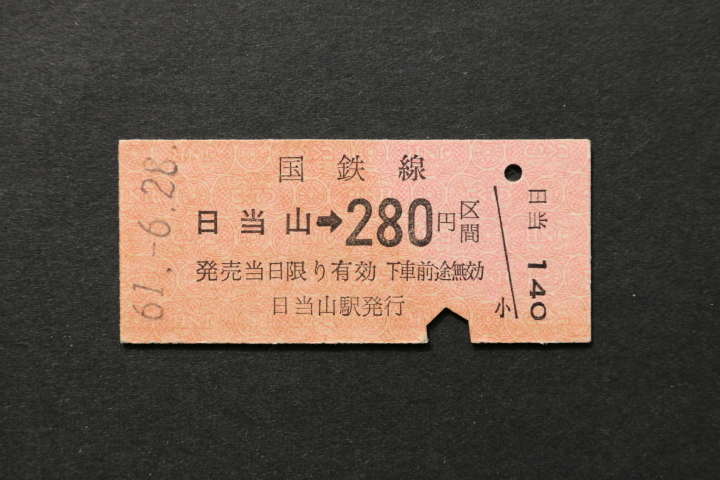 61.-6.28.
国鉄線
日当山➡280円区間
発売当日限り有効 下車前途無効
日当山駅発行
小
日当 140